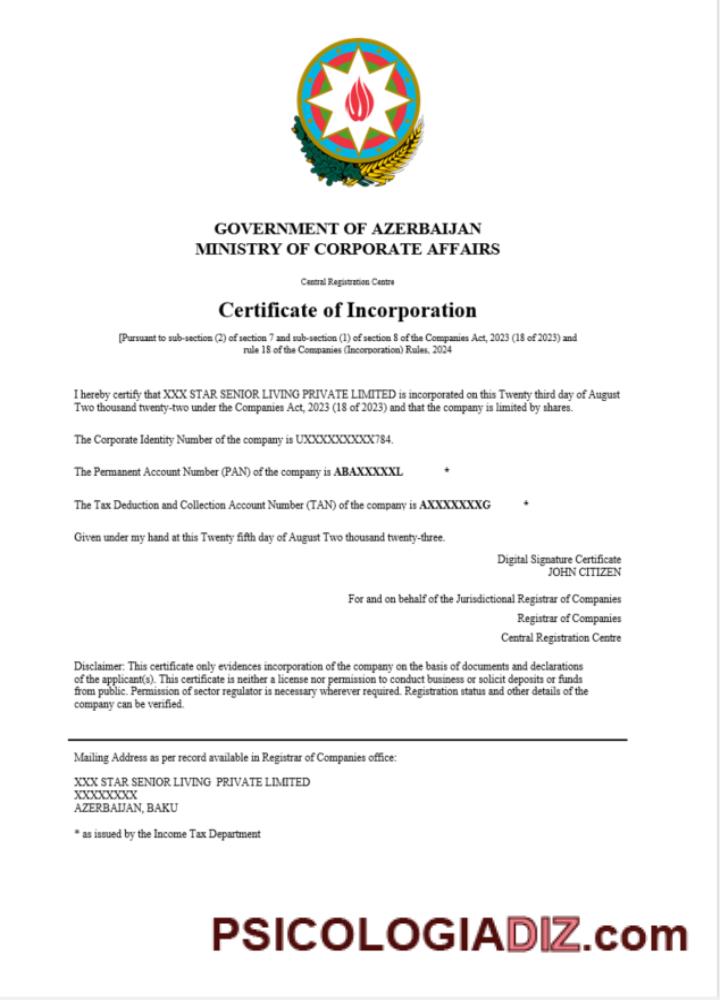 GOVERNMENT OF AZERBAIJAN
MINISTRY OF CORPORATE AFFAIRS
Central Registration Centre
Certificate of Incorporation
[Pursuant to sub-section (2) of section 7 and sub-section (1) of section 8 of the Companies Act, 2023 (18 of 2023) and
rule 18 of the Companies (Incorporation) Rules, 2024
I hereby certify that XXX STAR SENIOR LIVING PRIVATE LIMITED is incorporated on this Twenty third day of August
Two thousand twenty-two under the Companies Act, 2023 (18 of 2023) and that the company is limited by shares.
The Corporate Identity Number of the company is UXXXXXXXXXX784.
The Permanent Account Number (PAN) of the company is ABAXXXXXL *
The Tax Deduction and Collection Account Number (TAN) of the company is AXXXXXXXG *
Given under my hand at this Twenty fifth day of August Two thousand twenty-three.
Digital Signature Certificate
JOHN CITIZEN
For and on behalf of the Jurisdictional Registrar of Companies
Registrar of Companies
Central Registration Centre
Disclaimer: This certificate only evidences incorporation of the company on the basis of documents and declarations
of the applicant(s). This certificate is neither a license nor permission to conduct business or solicit deposits or funds
from public. Permission of sector regulator is necessary wherever required. Registration status and other details of the
company can be verified.
Mailing Address as per record available in Registrar of Companies office:
XXX STAR SENIOR LIVING PRIVATE LIMITED
XXXXXXXX
AZERBAIJAN, BAKU
* as issued by the Income Tax Department
PSICOLOGIADIZ.com